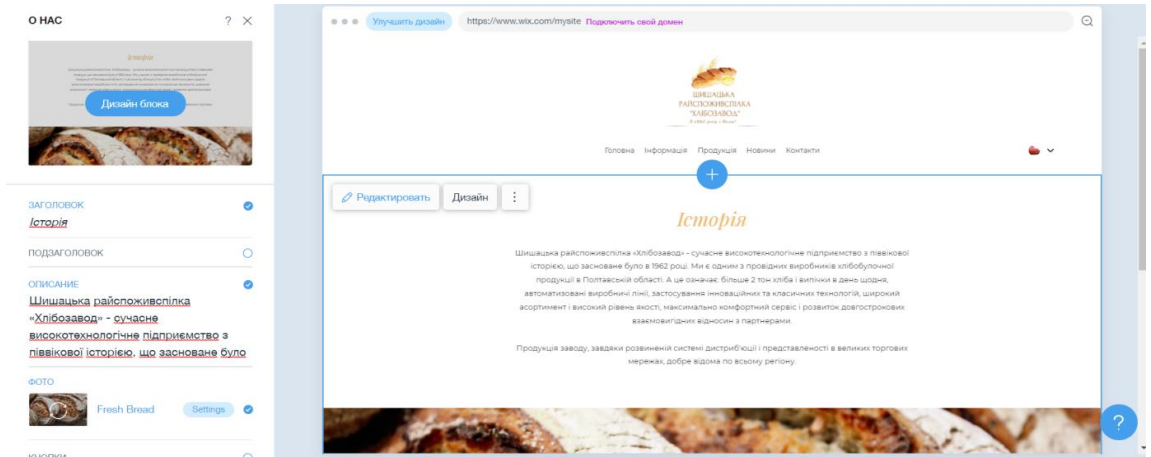 О НАС
?
Дизайн блока
ЗАГОЛОВОК
Історія
ПОДЗАГОЛОВОК
ОПИСАНИЕ
Шишацька райспоживспілка
«Хлібозавод» - сучасне
високотехнологічне підприємство з
піввікової історією, що засноване було
ФОТО
Fresh Bread Settings
КНОПКИ
Улучшить дизайн https://www.wix.com/mysite Подключить свой домен
ШИШАЦЬКА
РАЙСПОЖИВСПІЛКА
"ХЛІБОЗАВОД"
Головна Інформація Продукція Новини Контакти
Редактировать Дизайн
Історія
Шишацька райспоживспілка «Хлібозавод» - сучасне високотехнологічне підприємство з піввікової
історією, що засноване було в 1962 році. Ми є одним з провідних виробників хлібобулочної
продукції в Полтавській області. А це означає: більше 2 тон хліба і випічки в день щодня,
автоматизовані виробничі лінії, застосування інноваційних та класичних технологій, широкий
асортимент і високий рівень якості, максимально комфортний сервіс і розвиток довгострокових
взаємовигідних відносин з партнерами.
Продукція заводу, завдяки розвиненій системі дистриб'юції і представленості в великих торгових
мережах, добре відома по всьому регіону.
?